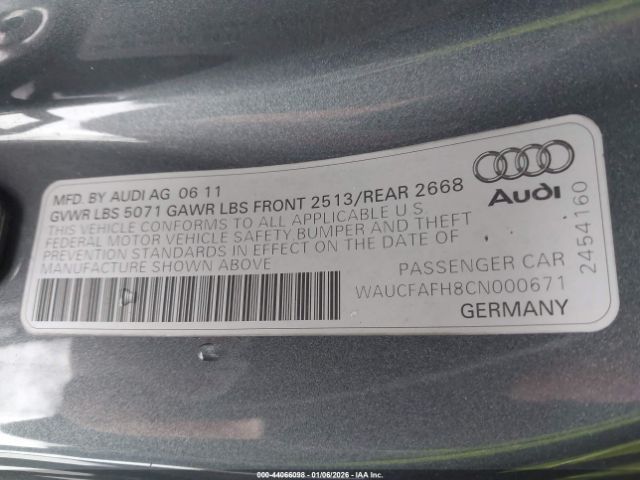 MFD. BY AUDI AG 06 11
GVWR LBS 5071 GAWR LBS FRONT 2513/REAR 2668
THIS VEHICLE CONFORMS TO ALL APPLICABLE U S
FEDERAL MOTOR VEHICLE SAFETY BUMPER AND THEFT
PREVENTION STANDARDS IN EFFECT ON THE DATE OF
MANUFACTURE SHOWN ABOVE
Audi
PASSENGER CAR
WAUCFAFH8CN000671
GERMANY
2454160
000-44066098 - 01/06/2026 - IAA Inc.